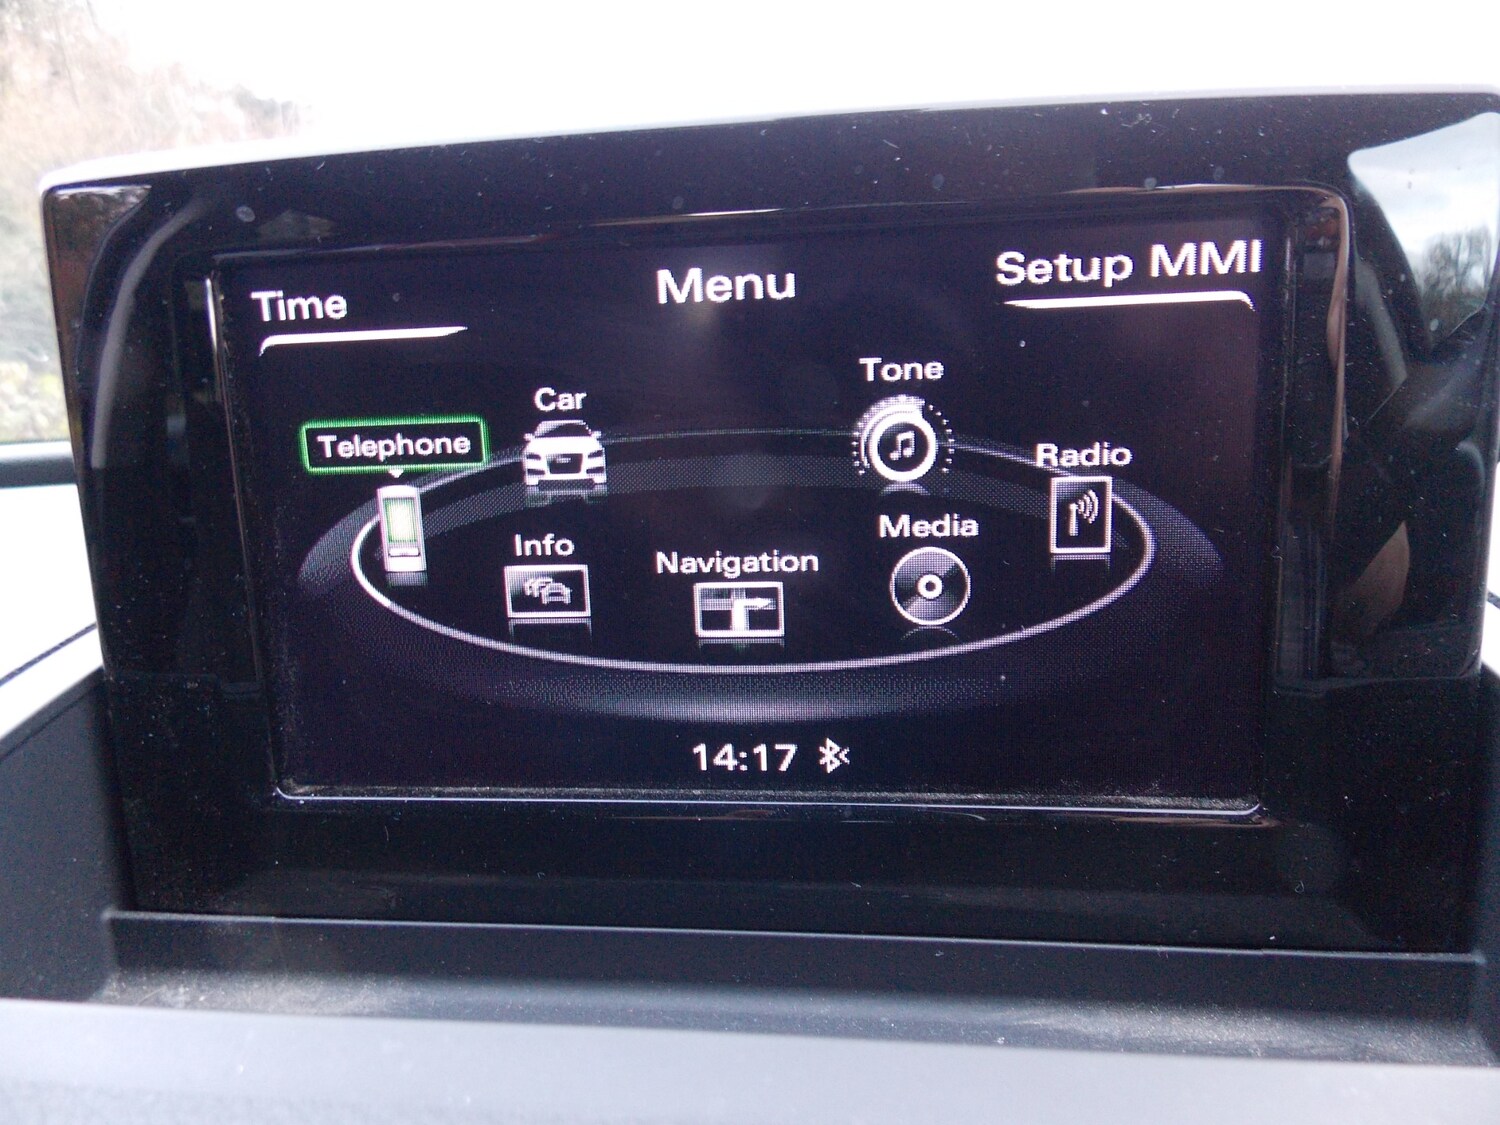 Time
Menu
Setup MMI
Car
Tone
Telephone
Radio
Info
Navigation
Media
14:17